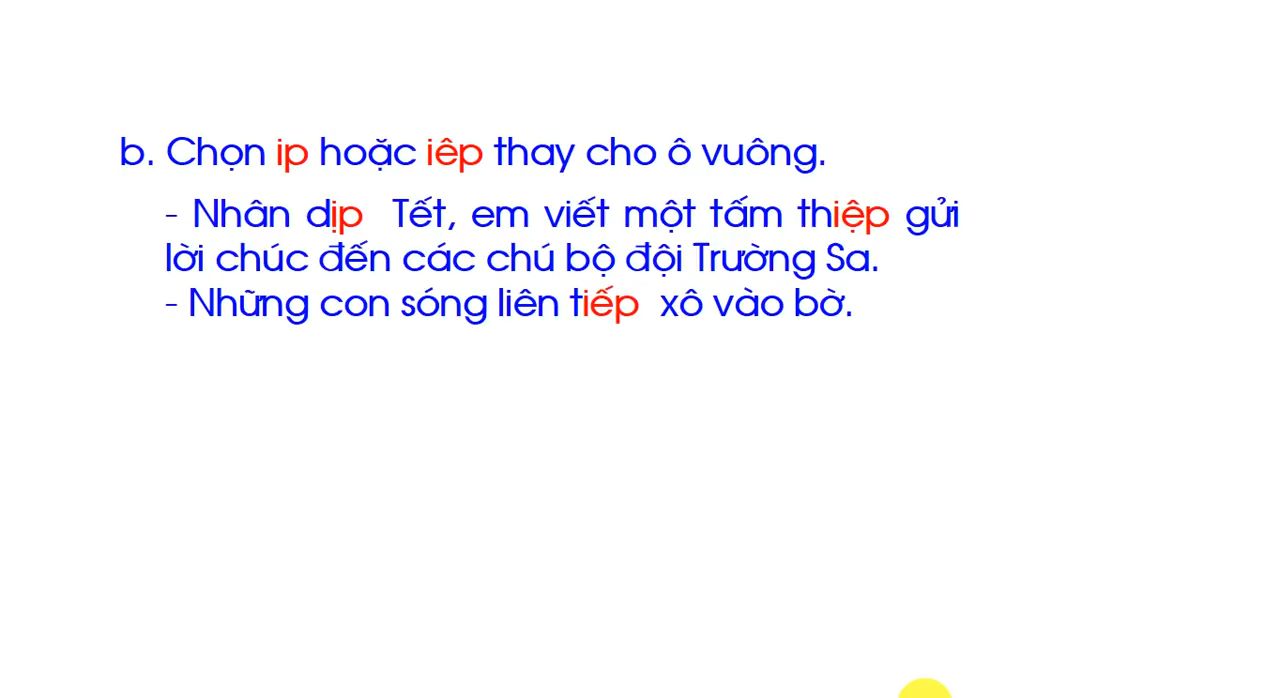 b. Chọn ip hoặc iêp thay cho ô vuông.
- Nhân dịp Tết, em viết một tấm thiệp gửi
lời chúc đến các chú bộ đội Trường Sa.
- Những con sóng liên tiếp xô vào bờ.